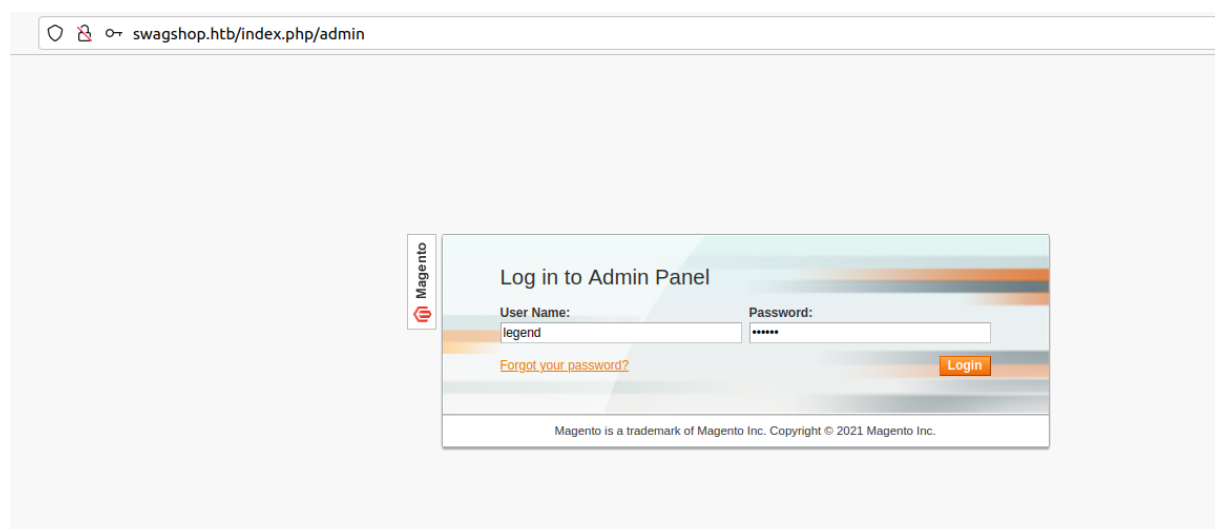 swagshop.htb/index.php/admin
Magento
Log in to Admin Panel
User Name: Password:
legend ••••••
Forgot your password? Login
Magento is a trademark of Magento Inc. Copyright © 2021 Magento Inc.